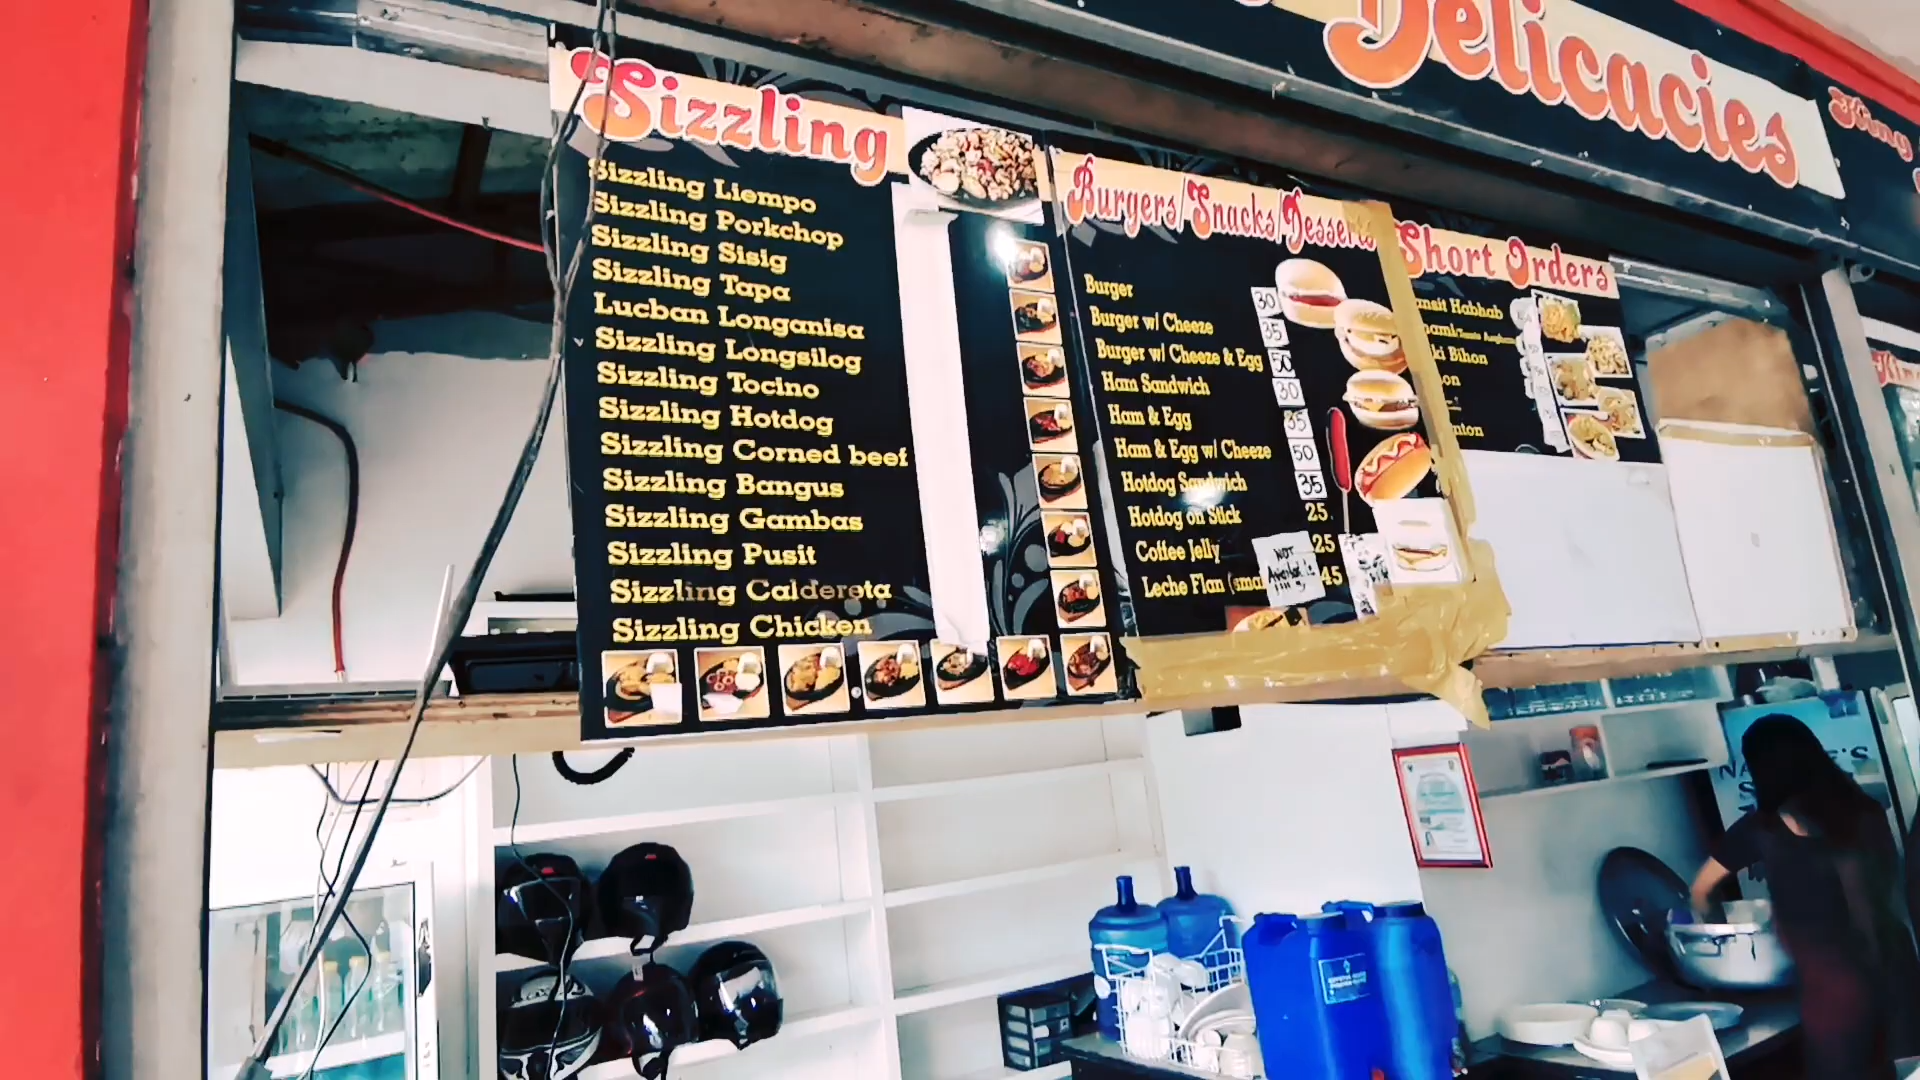 Delicacies
Sizzling
Sizzling Liempo
Sizzling Porkchop
Sizzling Sisig
Sizzling Tapa
Lucban Longanisa
Sizzling Longsilog
Sizzling Tocino
Sizzling Hotdog
Sizzling Corned beef
Sizzling Bangus
Sizzling Gambas
Sizzling Pusit
Sizzling Caldereta
Sizzling Chicken
Burgers/Snacks/Desserts
Burger 30
Burger w/ Cheeze 35
Burger w/ Cheeze & Egg 50
Ham Sandwich 30
Ham & Egg 35
Ham & Egg w/ Cheeze 50
Hotdog Sandwich 35
Hotdog on Stick 25
Coffee Jelly 25
Leche Flan 45
NOT
Short Orders
Habhab
Bihon